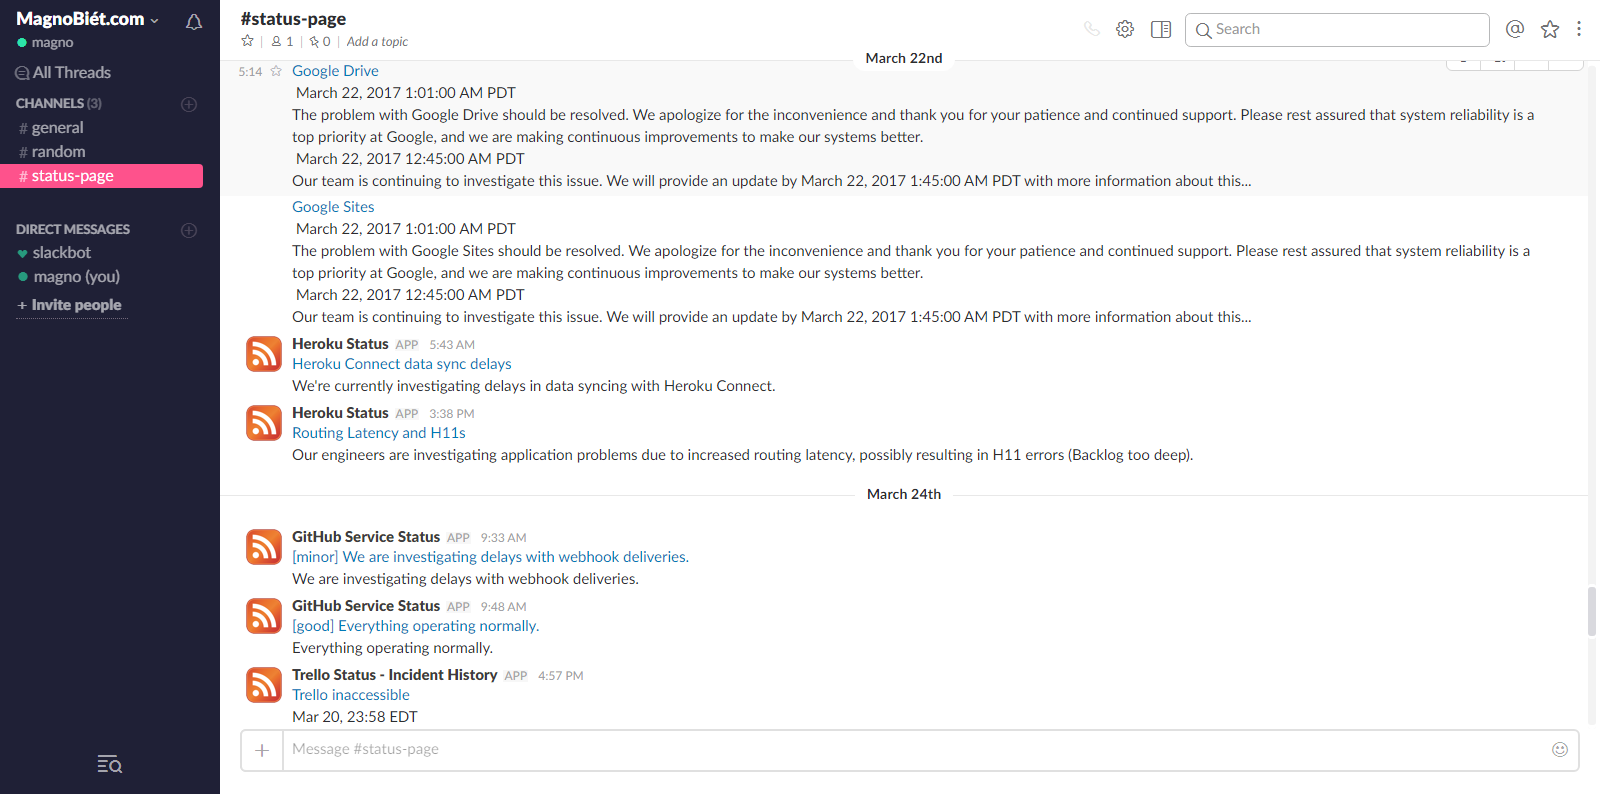 MagnoBiét.com
magno
All Threads
CHANNELS (3)
# general
# random
# status-page
DIRECT MESSAGES
slackbot
magno (you)
+ Invite people
#status-page
1 | 0 | Add a topic
Search
March 22nd
5:14 Google Drive
March 22, 2017 1:01:00 AM PDT
The problem with Google Drive should be resolved. We apologize for the inconvenience and thank you for your patience and continued support. Please rest assured that system reliability is a
top priority at Google, and we are making continuous improvements to make our systems better.
March 22, 2017 12:45:00 AM PDT
Our team is continuing to investigate this issue. We will provide an update by March 22, 2017 1:45:00 AM PDT with more information about this...
Google Sites
March 22, 2017 1:01:00 AM PDT
The problem with Google Sites should be resolved. We apologize for the inconvenience and thank you for your patience and continued support. Please rest assured that system reliability is a
top priority at Google, and we are making continuous improvements to make our systems better.
March 22, 2017 12:45:00 AM PDT
Our team is continuing to investigate this issue. We will provide an update by March 22, 2017 1:45:00 AM PDT with more information about this...
Heroku Status APP 5:43 AM
Heroku Connect data sync delays
We're currently investigating delays in data syncing with Heroku Connect.
Heroku Status APP 3:38 PM
Routing Latency and H11s
Our engineers are investigating application problems due to increased routing latency, possibly resulting in H11 errors (Backlog too deep).
March 24th
GitHub Service Status APP 9:33 AM
[minor] We are investigating delays with webhook deliveries.
We are investigating delays with webhook deliveries.
GitHub Service Status APP 9:48 AM
[good] Everything operating normally.
Everything operating normally.
Trello Status - Incident History APP 4:57 PM
Trello inaccessible
Mar 20, 23:58 EDT
+ Message #status-page